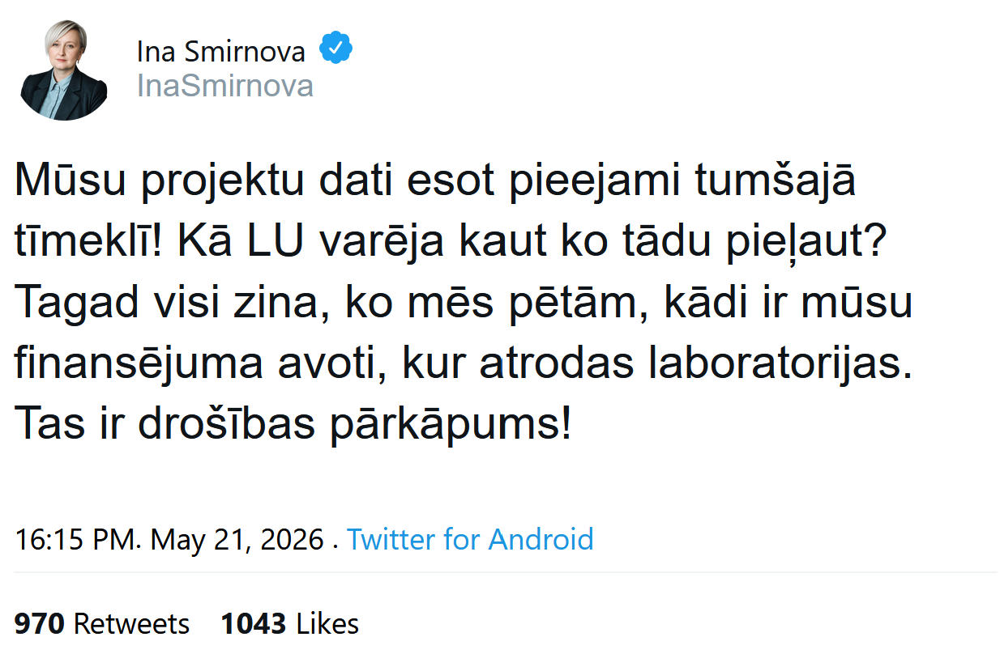 Ina Smirnova
InaSmirnova
Mūsu projektu dati esot pieejami tumšajā
tīmeklī! Kā LU varēja kaut ko tādu pieļaut?
Tagad visi zina, ko mēs pētām, kādi ir mūsu
finansējuma avoti, kur atrodas laboratorijas.
Tas ir drošības pārkāpums!
16:15 PM. May 21, 2026 . Twitter for Android
970 Retweets 1043 Likes